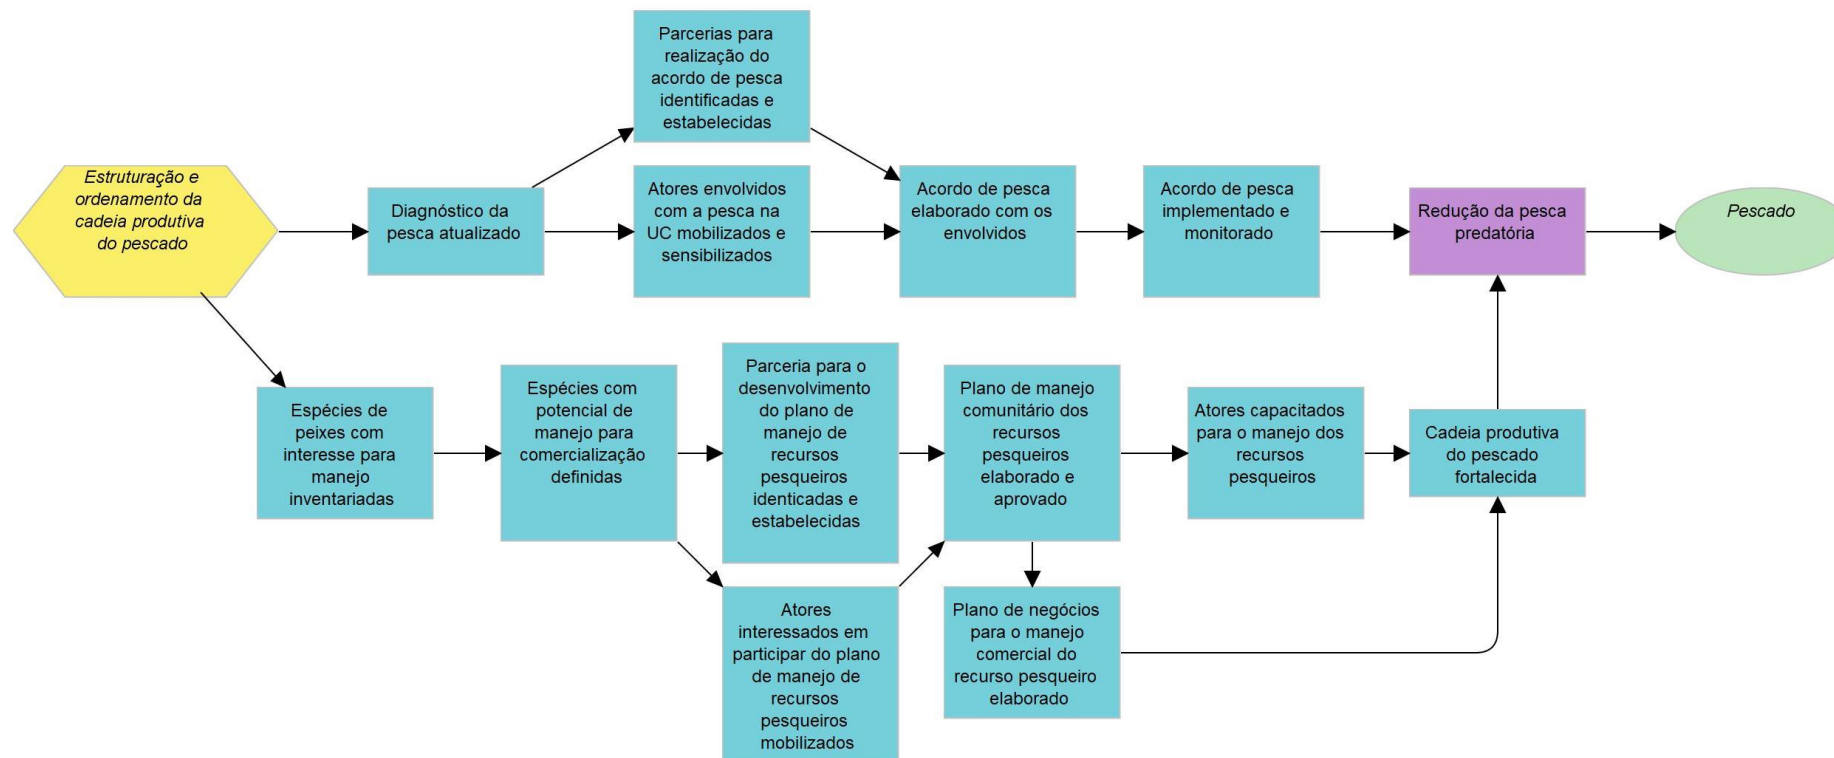 Parcerias para
realização do
acordo de pesca
identificadas e
estabelecidas
Estruturação e
ordenamento da
cadeia produtiva
do pescado
Diagnóstico da
pesca atualizado
Atores envolvidos
com a pesca na
UC mobilizados e
sensibilizados
Acordo de pesca
elaborado com os
envolvidos
Acordo de pesca
implementado e
monitorado
Redução da pesca
predatória
Pescado
Espécies de
peixes com
interesse para
manejo
inventariadas
Espécies com
potencial de
manejo para
comercialização
definidas
Parceria para o
desenvolvimento
do plano de
manejo de
recursos
pesqueiros
identicadas e
estabelecidas
Plano de manejo
comunitário dos
recursos
pesqueiros
elaborado e
aprovado
Atores capacitados
para o manejo dos
recursos
pesqueiros
Cadeia produtiva
do pescado
fortalecida
Atores
interessados em
participar do plano
de manejo de
recursos
pesqueiros
mobilizados
Plano de negócios
para o manejo
comercial do
recurso pesqueiro
elaborado